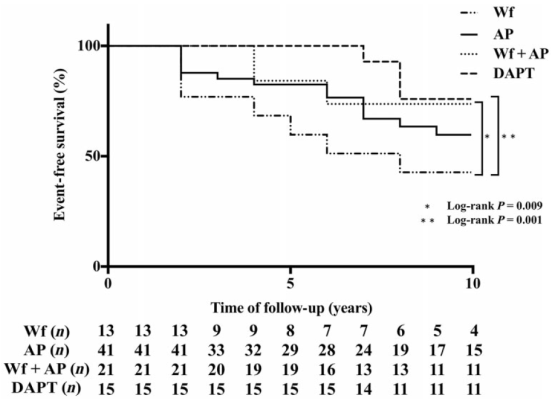 Wf
AP
Wf + AP
DAPT
Event-free survival (%)
100
50
0
* **
* Log-rank P = 0.009
** Log-rank P = 0.001
0 5 10
Time of follow-up (years)
Wf (n) 13 13 13 9 9 8 7 7 6 5 4
AP (n) 41 41 41 33 32 29 28 24 19 17 15
Wf + AP (n) 21 21 21 20 19 19 16 13 13 11 11
DAPT (n) 15 15 15 15 15 15 15 14 11 11 11